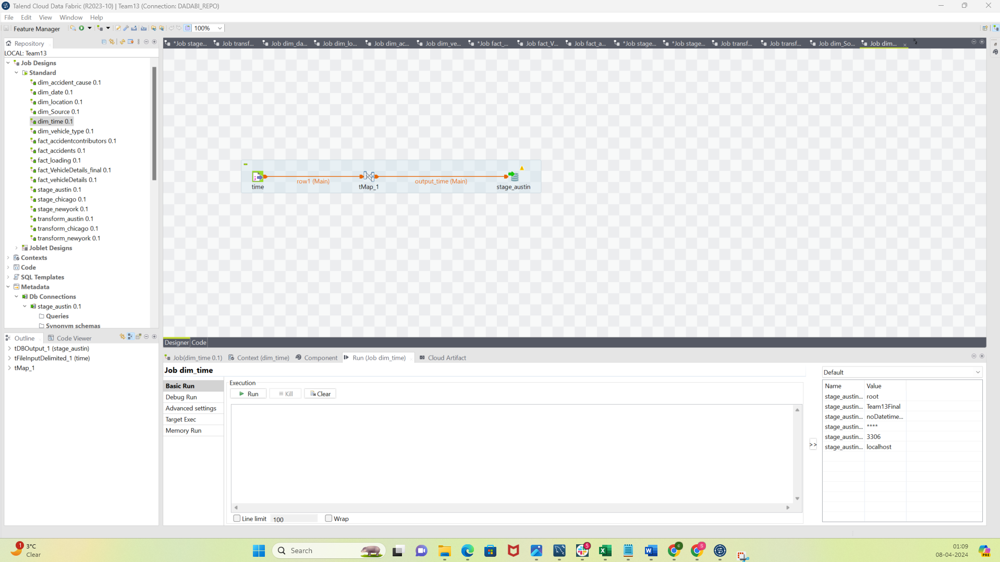 Talend Cloud Data Fabric (R2023-10) | Team13 (Connection: DADABI_REPO)
File Edit View Window Help
Feature Manager 100%
Repository
LOCAL: Team13
Job Designs
Standard
dim_accident_cause 0.1
dim_date 0.1
dim_location 0.1
dim_Source 0.1
dim_time 0.1
dim_vehicle_type 0.1
fact_accidentcontributors 0.1
fact_accidents 0.1
fact_loading 0.1
fact_VehicleDetails_final 0.1
fact_vehicleDetails 0.1
stage_austin 0.1
stage_chicago 0.1
stage_newyork 0.1
transform_austin 0.1
transform_chicago 0.1
transform_newyork 0.1
Joblet Designs
Contexts
Code
SQL Templates
Metadata
Db Connections
stage_austin 0.1
Queries
Synonym schemas
Outline Code Viewer
tDBOutput_1 (stage_austin)
tFileInputDelimited_1 (time)
tMap_1
*Job stage... Job transf... Job dim_da... Job dim_lo... Job dim_ac... Job dim_ve... *Job fact_... Job fact_V... Job fact_a... *Job stage... *Job stage... Job transf... Job transf... Job dim_So... Job dim...
row1 (Main) output_time (Main)
time tMap_1 stage_austin
Designer Code
Job(dim_time 0.1) Context (dim_time) Component Run (Job dim_time) Cloud Artifact
Job dim_time
Basic Run
Debug Run
Advanced settings
Target Exec
Memory Run
Execution
Run Kill Clear
Line limit 100 Wrap
>>
Default
Name Value
stage_austin... root
stage_austin... Team13Final
stage_austin... noDatetime...
stage_austin... ****
stage_austin... 3306
stage_austin... localhost
1 3°C
Clear
Search
5
C
S
01:09
08-04-2024
PRE